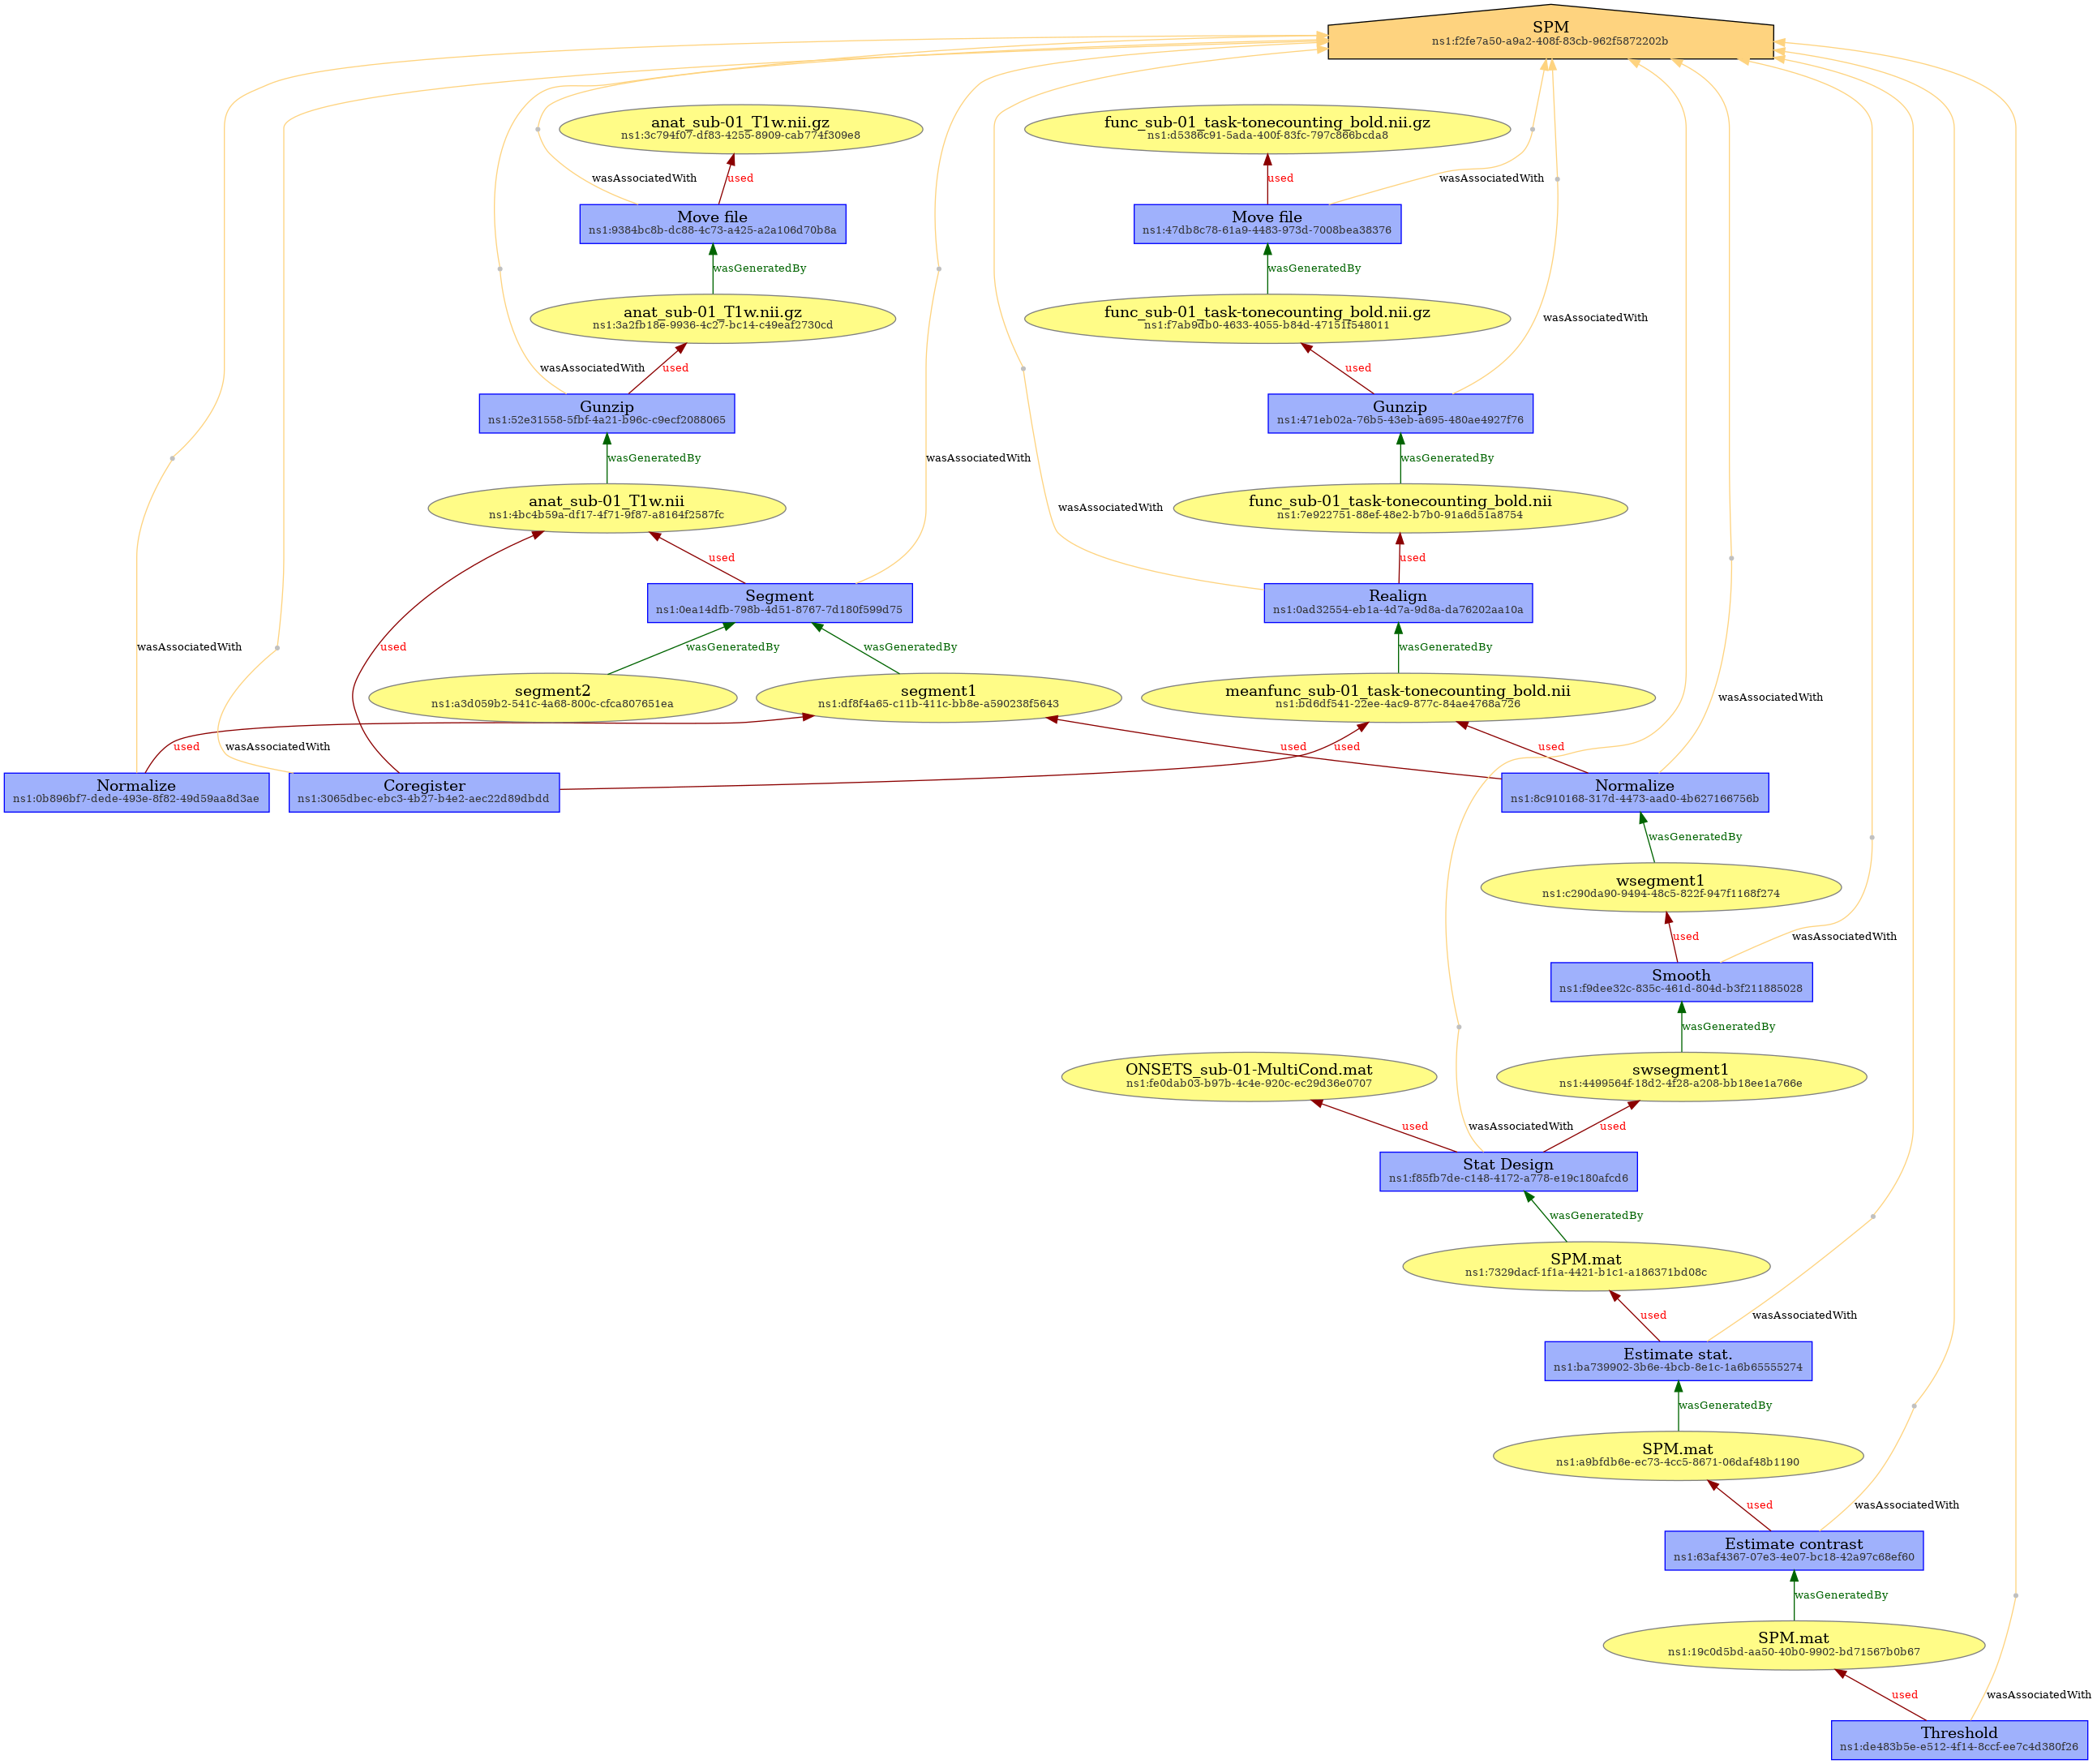 SPM
ns1:f2fe7a50-a9a2-408f-83cb-962f5872202b
anat_sub-01_T1w.nii.gz
ns1:3c794f07-df83-4255-8909-cab774f309e8
func_sub-01_task-tonecounting_bold.nii.gz
ns1:d5386c91-5ada-400f-83fc-797c866bcda8
wasAssociatedWith
used
used
wasAssociatedWith
Move file
ns1:9384bc8b-dc88-4c73-a425-a2a106d70b8a
Move file
ns1:47db8c78-61a9-4483-973d-7008bea38376
wasGeneratedBy
wasGeneratedBy
anat_sub-01_T1w.nii.gz
ns1:3a2fb18e-9936-4c27-bc14-c49eaf2730cd
func_sub-01_task-tonecounting_bold.nii.gz
ns1:f7ab9db0-4633-4055-b84d-47151f548011
wasAssociatedWith
wasAssociatedWith
used
used
Gunzip
ns1:52e31558-5fbf-4a21-b96c-c9ecf2088065
Gunzip
ns1:471eb02a-76b5-43eb-a695-480ae4927f76
wasGeneratedBy
wasAssociatedWith
wasGeneratedBy
anat_sub-01_T1w.nii
ns1:4bc4b59a-df17-4f71-9f87-a8164f2587fc
func_sub-01_task-tonecounting_bold.nii
ns1:7e922751-88ef-48e2-b7b0-91a6d51a8754
wasAssociatedWith
used
used
Segment
ns1:0ea14dfb-798b-4d51-8767-7d180f599d75
Realign
ns1:0ad32554-eb1a-4d7a-9d8a-da76202aa10a
wasAssociatedWith
used
wasGeneratedBy
wasGeneratedBy
wasGeneratedBy
segment2
ns1:a3d059b2-541c-4a68-800c-cfca807651ea
segment1
ns1:df8f4a65-c11b-411c-bb8e-a590238f5643
meanfunc_sub-01_task-tonecounting_bold.nii
ns1:bd6df541-22ee-4ac9-877c-84ae4768a726
wasAssociatedWith
used
wasAssociatedWith
used
used
used
Normalize
ns1:0b896bf7-dede-493e-8f82-49d59aa8d3ae
Coregister
ns1:3065dbec-ebc3-4b27-b4e2-aec22d89dbdd
Normalize
ns1:8c910168-317d-4473-aad0-4b627166756b
wasGeneratedBy
wsegment1
ns1:c290da90-9494-48c5-822f-947f1168f274
used
wasAssociatedWith
Smooth
ns1:f9dee32c-835c-461d-804d-b3f211885028
wasGeneratedBy
ONSETS_sub-01-MultiCond.mat
ns1:fe0dab03-b97b-4c4e-920c-ec29d36e0707
swsegment1
ns1:4499564f-18d2-4f28-a208-bb18ee1a766e
used
wasAssociatedWith
used
Stat Design
ns1:f85fb7de-c148-4172-a778-e19c180afcd6
wasGeneratedBy
SPM.mat
ns1:7329dacf-1f1a-4421-b1c1-a186371bd08c
used
wasAssociatedWith
Estimate stat.
ns1:ba739902-3b6e-4bcb-8e1c-1a6b65555274
wasGeneratedBy
SPM.mat
ns1:a9bfdb6e-ec73-4cc5-8671-06daf48b1190
used
wasAssociatedWith
Estimate contrast
ns1:63af4367-07e3-4e07-bc18-42a97c68ef60
wasGeneratedBy
SPM.mat
ns1:19c0d5bd-aa50-40b0-9902-bd71567b0b67
used
wasAssociatedWith
Threshold
ns1:de483b5e-e512-4f14-8ccf-ee7c4d380f26